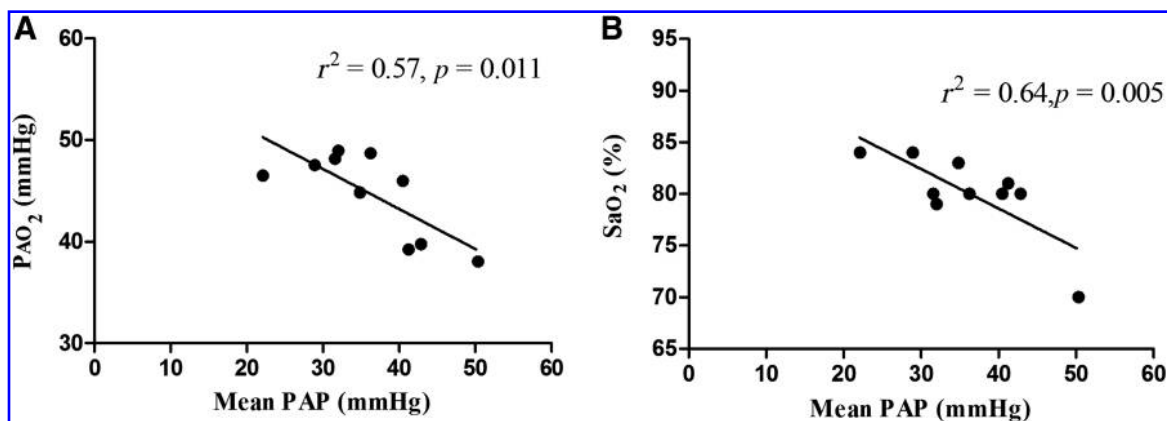 A
r² = 0.57, p = 0.011
PAO₂ (mmHg)
60
50
40
30
0 10 20 30 40 50 60
Mean PAP (mmHg)
B
r² = 0.64,p = 0.005
SaO₂ (%)
95
90
85
80
75
70
65
0 10 20 30 40 50 60
Mean PAP (mmHg)